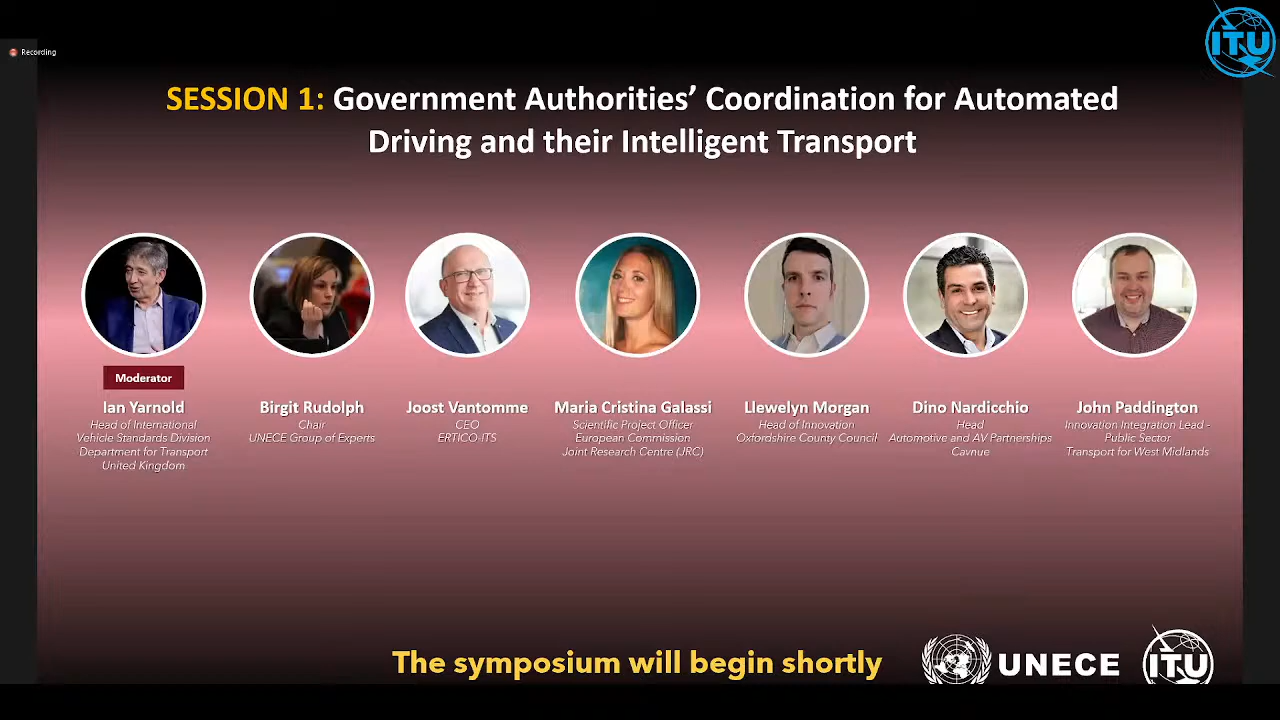 ITU
Recording
SESSION 1: Government Authorities’ Coordination for Automated
Driving and their Intelligent Transport
Moderator
Ian Yarnold
Head of International
Vehicle Standards Division
Department for Transport
United Kingdom
Birgit Rudolph
Chair
UNECE Group of Experts
Joost Vantomme
CEO
ERTICO-ITS
Maria Cristina Galassi
Scientific Project Officer
European Commission
Joint Research Centre (JRC)
Llewelyn Morgan
Head of Innovation
Oxfordshire County Council
Dino Nardicchio
Head
Automotive and AV Partnerships
Cavnue
John Paddington
Innovation Integration Lead -
Public Sector
Transport for West Midlands
The symposium will begin shortly
UNECE
ITU